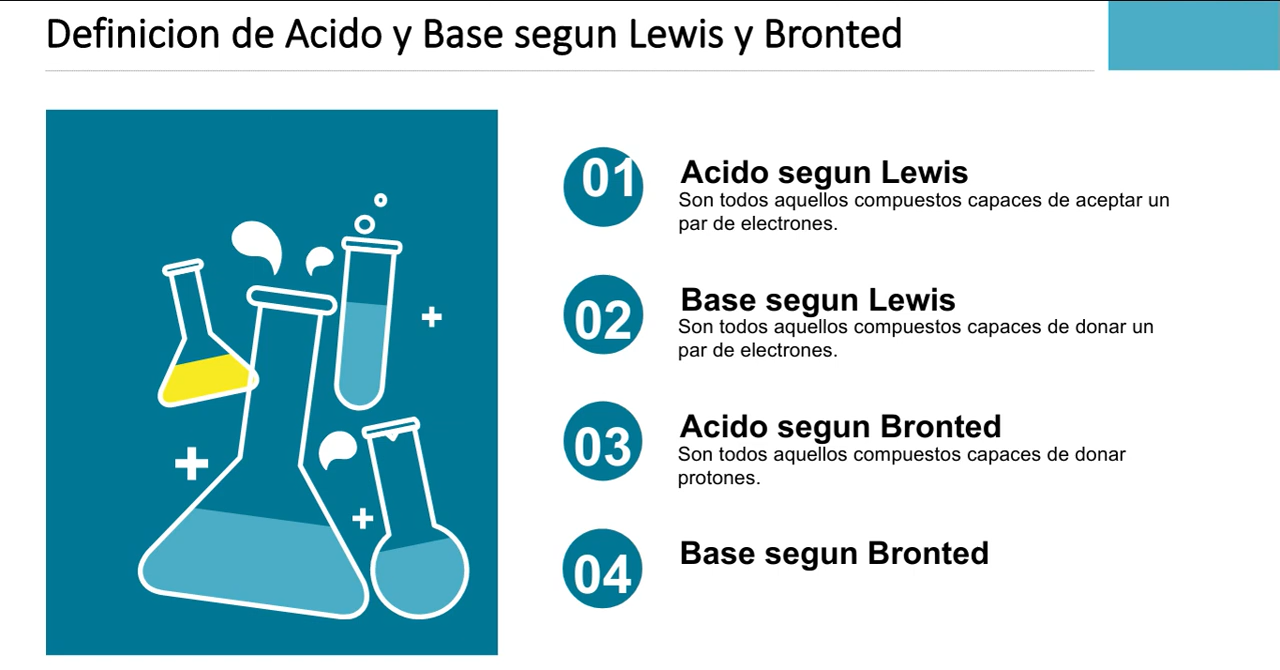 Definicion de Acido y Base segun Lewis y Bronted
01
Acido segun Lewis
Son todos aquellos compuestos capaces de aceptar un
par de electrones.
02
Base segun Lewis
Son todos aquellos compuestos capaces de donar un
par de electrones.
03
Acido segun Bronted
Son todos aquellos compuestos capaces de donar
protones.
04
Base segun Bronted